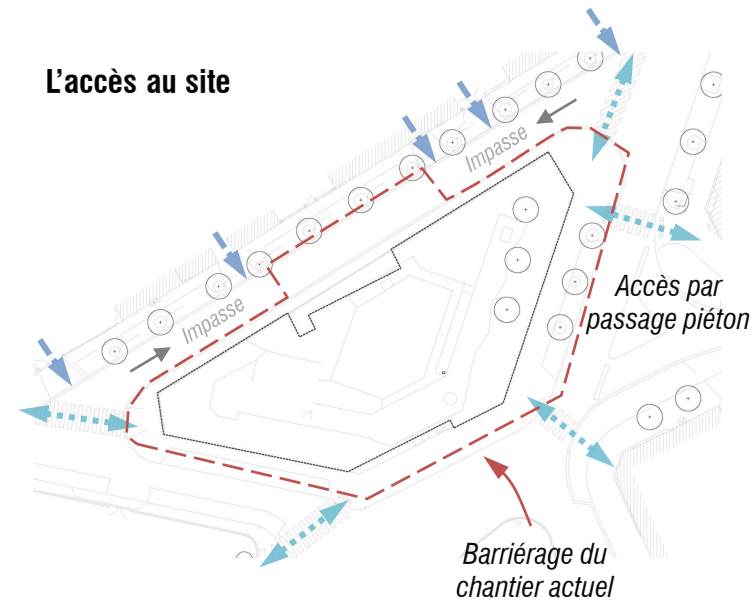 L'accès au site
Impasse
Impasse
Accès par
passage piéton
Barriérage du
chantier actuel